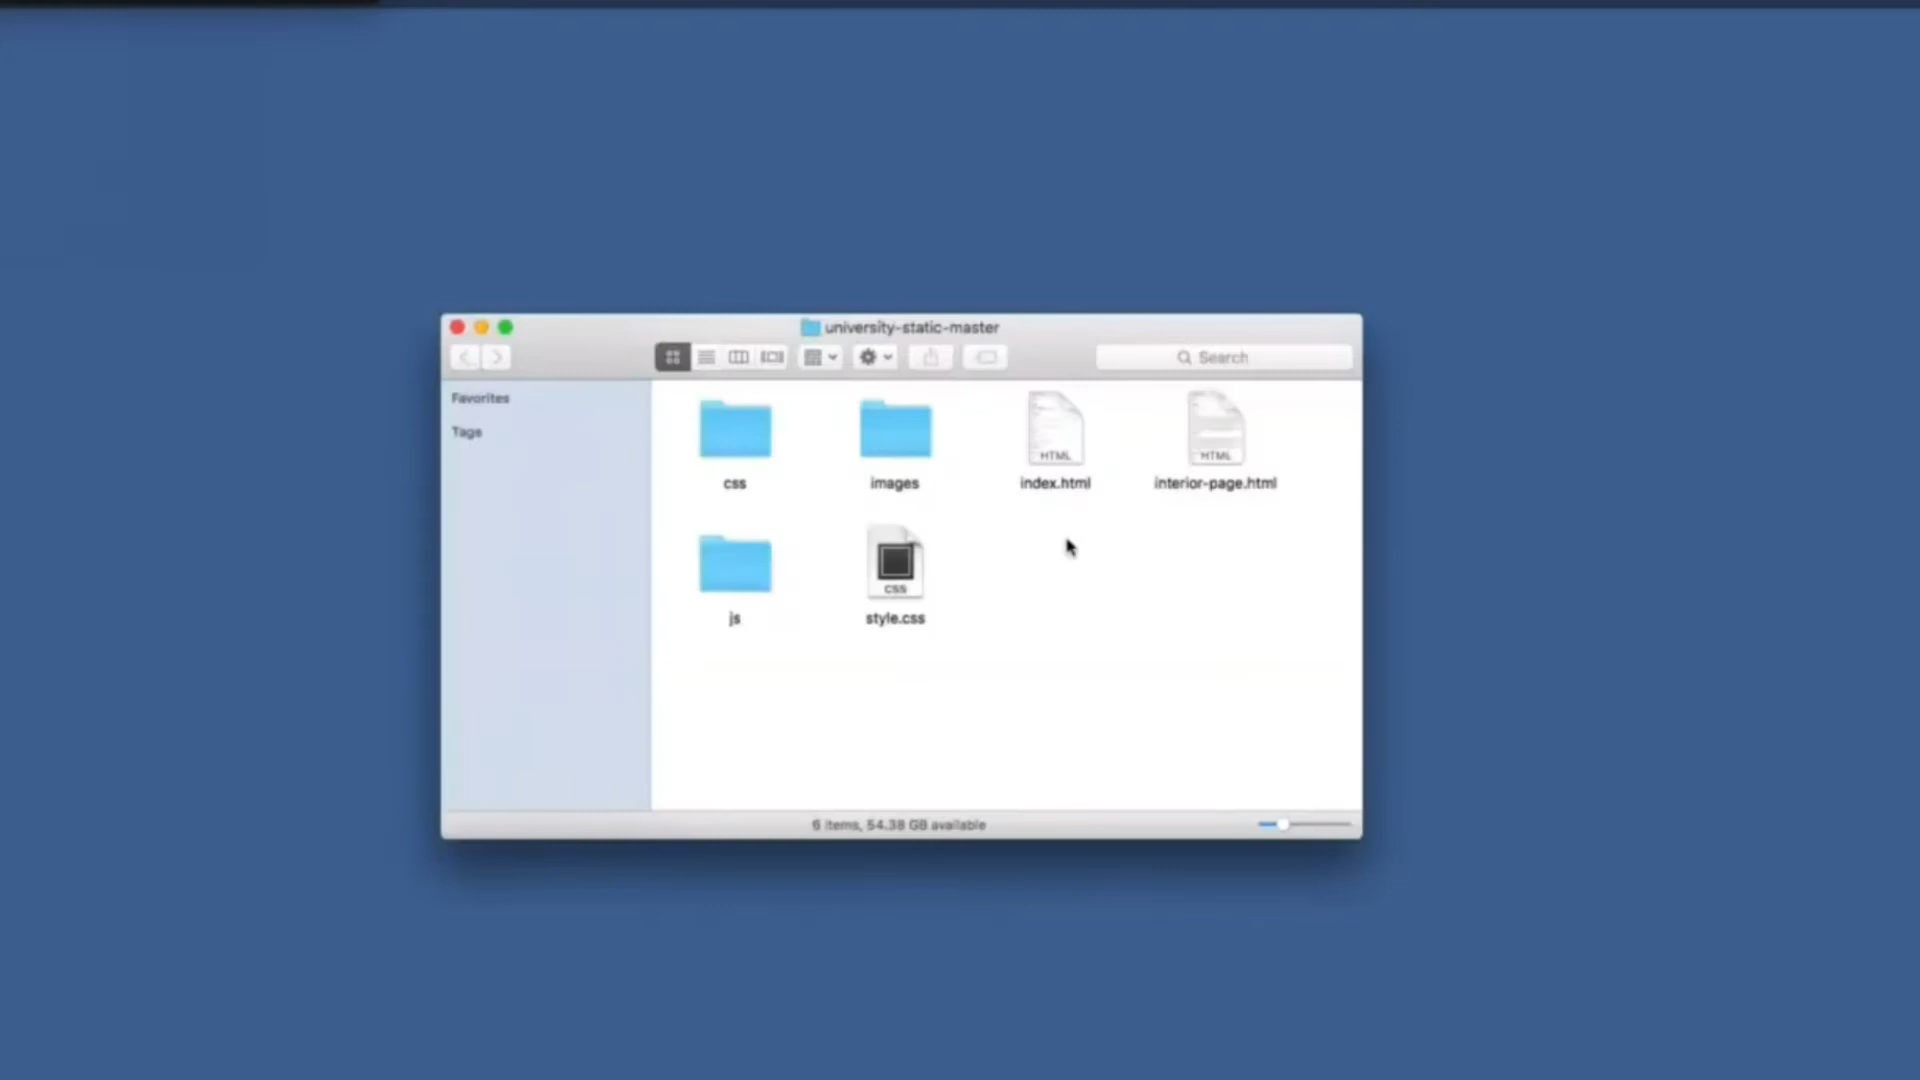 university-static-master
Search
Favorites
Tags
HTML
HTML
css
images
index.html
interior-page.html
CSS
js
style.css
6 items, 54.38 GB available